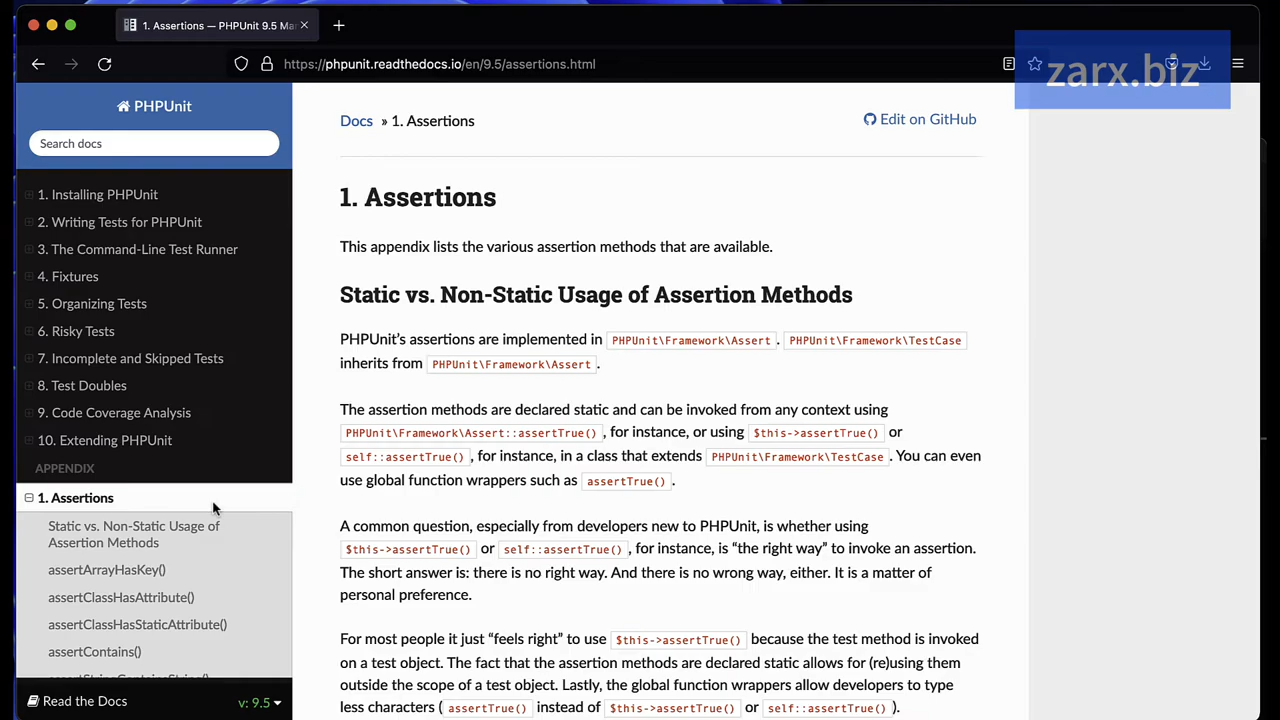 1. Assertions — PHPUnit 9.5 Ma
https://phpunit.readthedocs.io/en/9.5/assertions.html
zarx.biz
PHPUnit
Search docs
1. Installing PHPUnit
2. Writing Tests for PHPUnit
3. The Command-Line Test Runner
4. Fixtures
5. Organizing Tests
6. Risky Tests
7. Incomplete and Skipped Tests
8. Test Doubles
9. Code Coverage Analysis
10. Extending PHPUnit
APPENDIX
1. Assertions
Static vs. Non-Static Usage of
Assertion Methods
assertArrayHasKey()
assertClassHasAttribute()
assertClassHasStaticAttribute()
assertContains()
Read the Docs
v: 9.5
Docs » 1. Assertions
Edit on GitHub
1. Assertions
This appendix lists the various assertion methods that are available.
Static vs. Non-Static Usage of Assertion Methods
PHPUnit’s assertions are implemented in PHPUnit\Framework\Assert. PHPUnit\Framework\TestCase
inherits from PHPUnit\Framework\Assert.
The assertion methods are declared static and can be invoked from any context using
PHPUnit\Framework\Assert::assertTrue(), for instance, or using $this->assertTrue() or
self::assertTrue(), for instance, in a class that extends PHPUnit\Framework\TestCase. You can even
use global function wrappers such as assertTrue().
A common question, especially from developers new to PHPUnit, is whether using
$this->assertTrue() or self::assertTrue(), for instance, is “the right way” to invoke an assertion.
The short answer is: there is no right way. And there is no wrong way, either. It is a matter of
personal preference.
For most people it just “feels right” to use $this->assertTrue() because the test method is invoked
on a test object. The fact that the assertion methods are declared static allows for (re)using them
outside the scope of a test object. Lastly, the global function wrappers allow developers to type
less characters (assertTrue() instead of $this->assertTrue() or self::assertTrue()).